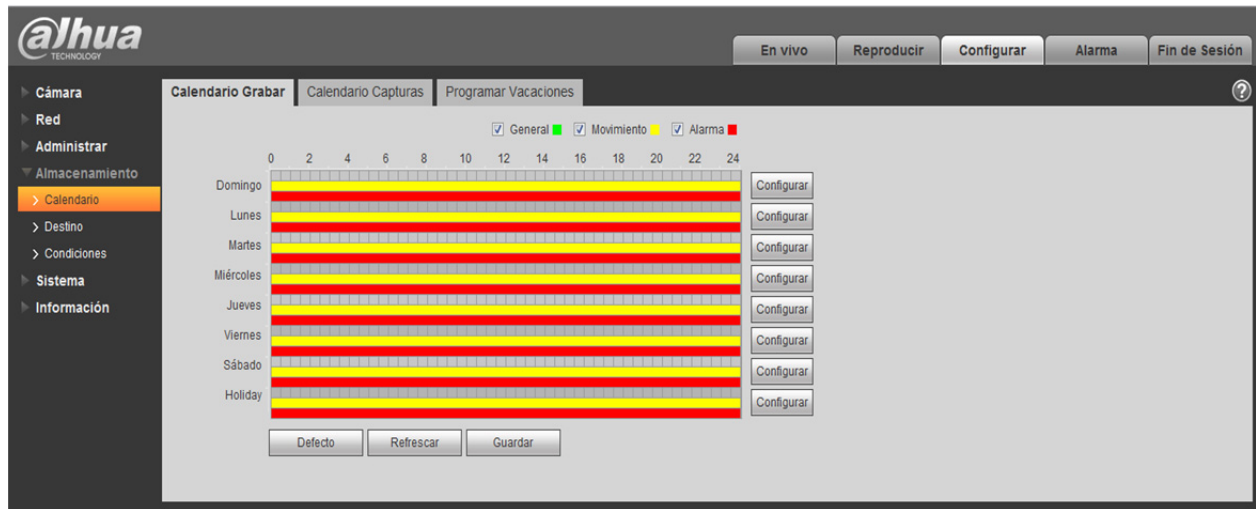 alhua
TECHNOLOGY
En vivo Reproducir Configurar Alarma Fin de Sesión
Cámara
Red
Administrar
Almacenamiento
> Calendario
> Destino
> Condiciones
Sistema
Información
Calendario Grabar Calendario Capturas Programar Vacaciones ?
General Movimiento Alarma
0 2 4 6 8 10 12 14 16 18 20 22 24
Domingo Configurar
Lunes Configurar
Martes Configurar
Miércoles Configurar
Jueves Configurar
Viernes Configurar
Sábado Configurar
Holiday Configurar
Defecto Refrescar Guardar